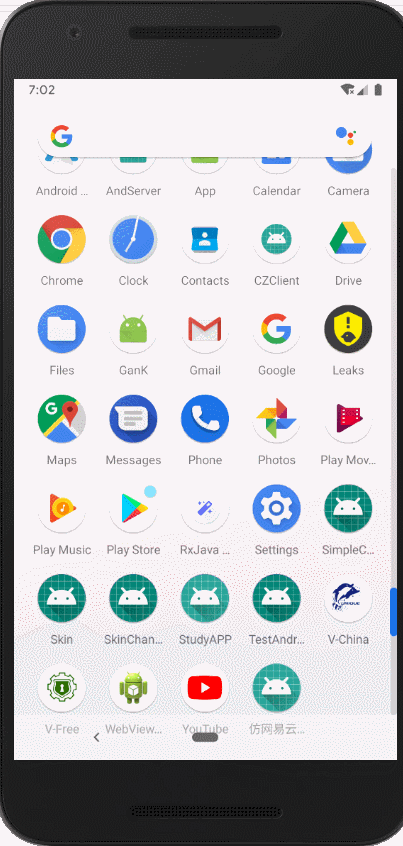 7:02
Android ... AndServer App Calendar Camera
Chrome Clock Contacts CZClient Drive
Files GanK Gmail Google Leaks
Maps Messages Phone Photos Play Mov...
Play Music Play Store RxJava ... Settings SimpleC...
Skin SkinChan... StudyAPP TestAndr... V-China
V-Free WebView... YouTube 仿网易云...